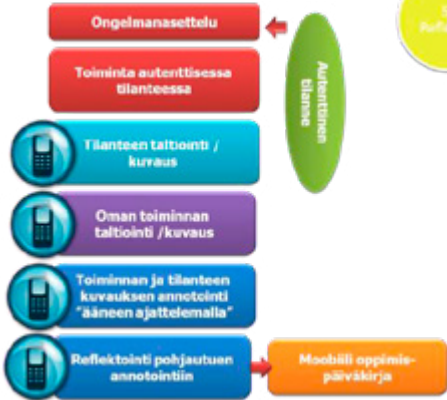 Ongelmanasettelu
Toiminta autenttisessa
tilanteessa
Autenttinen
tilanne
Tilanteen taltiointi /
kuvaus
Oman toiminnan
taltiointi /kuvaus
Toiminnan ja tilanteen
kuvauksen annotointi
"ääneen ajattelemalla"
Reflektointi pohjautuen
annotointiin
Moobiili oppimis-
päiväkirja